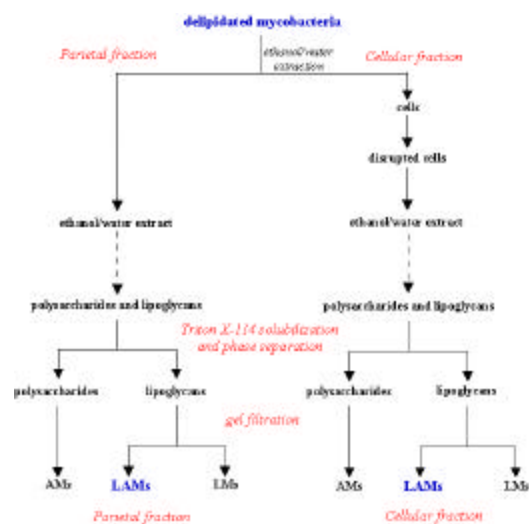 delipidated mycobacteria
Parietal fraction
ethanol/water
extraction
Cellular fraction
cells
disrupted cells
ethanol/water extract
ethanol/water extract
polysaccharides and lipoglycans
polysaccharides and lipoglycans
Triton X-114 solubilization
and phase separation
polysaccharides
lipoglycans
polysaccharides
lipoglycans
gel filtration
AMs
LAMs
LMs
AMs
LAMs
LMs
Parietal fraction
Cellular fraction